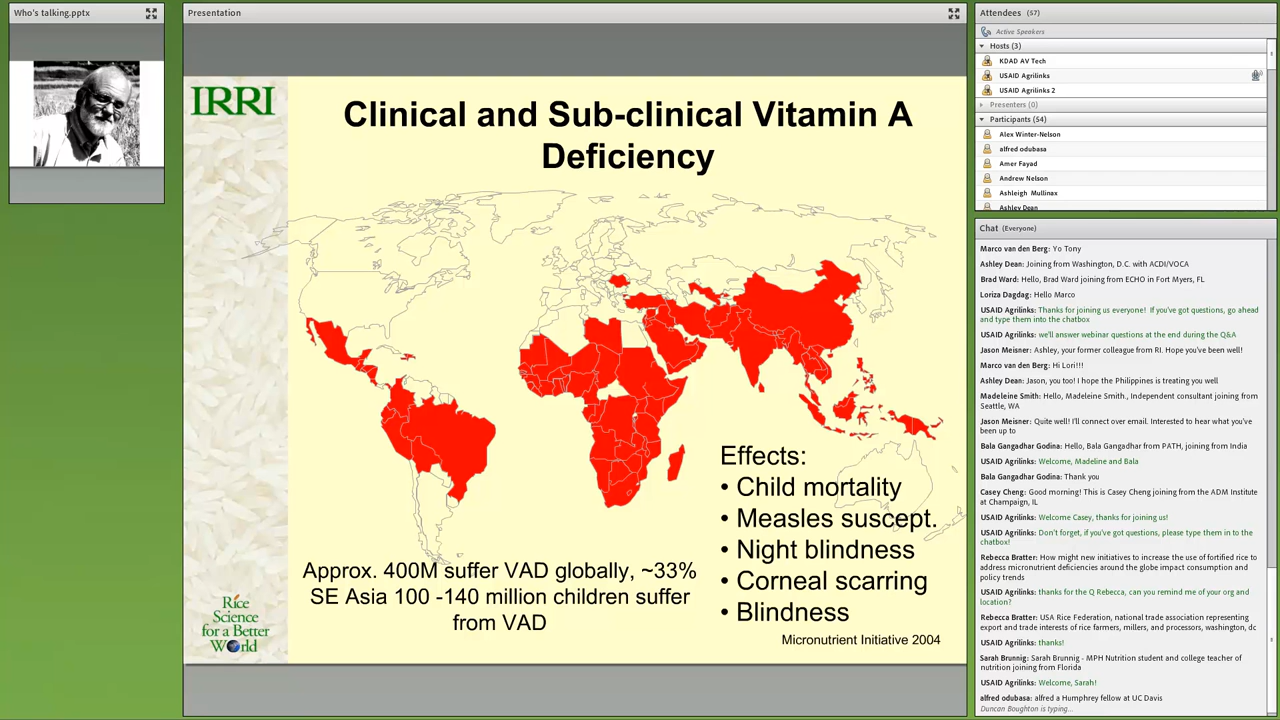 Who's talking.pptx
Presentation
IRRI
Clinical and Sub-clinical Vitamin A
Deficiency
Effects:
• Child mortality
• Measles suscept.
• Night blindness
• Corneal scarring
• Blindness
Approx. 400M suffer VAD globally, ~33%
SE Asia 100 -140 million children suffer
from VAD
Micronutrient Initiative 2004
Rice
Science
for a Better
World
Attendees (57)
Active Speakers
Hosts (3)
KDAD AV Tech
USAID Agrilinks
USAID Agrilinks 2
Presenters (0)
Participants (54)
Alex Winter-Nelson
alfred odubasa
Amer Fayad
Andrew Nelson
Ashleigh Mullinax
Ashley Dean
Chat (Everyone)
Marco van den Berg: Yo Tony
Ashley Dean: Joining from Washington, D.C. with ACDI/VOCA
Brad Ward: Hello, Brad Ward joining from ECHO in Fort Myers, FL
Loriza Dagdag: Hello Marco
USAID Agrilinks: Thanks for joining us everyone! If you've got questions, go ahead
and type them into the chatbox
USAID Agrilinks: we'll answer webinar questions at the end during the Q&A
Jason Meisner: Ashley, your former colleague from RI. Hope you've been well!
Marco van den Berg: Hi Lori!!!
Ashley Dean: Jason, you too! I hope the Philippines is treating you well
Madeleine Smith: Hello, Madeleine Smith., Independent consultant joining from
Seattle, WA
Jason Meisner: Quite well! I'll connect over email. Interested to hear what you've
been up to
Bala Gangadhar Godina: Hello, Bala Gangadhar from PATH, joining from India
USAID Agrilinks: Welcome, Madeline and Bala
Bala Gangadhar Godina: Thank you
Casey Cheng: Good morning! This is Casey Cheng joining from the ADM Institute
at Champaign, IL
USAID Agrilinks: Welcome Casey, thanks for joining us!
USAID Agrilinks: Don't forget, if you've got questions, please type them in to the
chatbox!
Rebecca Bratter: How might new initiatives to increase the use of fortified rice to
address micronutrient deficiencies around the globe impact consumption and
policy trends
USAID Agrilinks: thanks for the Q Rebecca, can you remind me of your org and
location?
Rebecca Bratter: USA Rice Federation, national trade association representing
export and trade interests of rice farmers, millers, and processors, washington, dc
USAID Agrilinks: thanks!
Sarah Brunnig: Sarah Brunnig - MPH Nutrition student and college teacher of
nutrition joining from Florida
USAID Agrilinks: Welcome, Sarah!
alfred odubasa: alfred a Humphrey fellow at UC Davis
Duncan Boughton is typing...